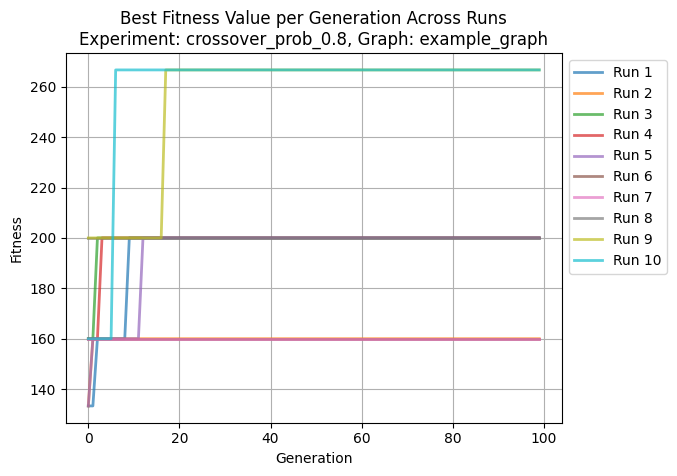 Best Fitness Value per Generation Across Runs
Experiment: crossover_prob_0.8, Graph: example_graph
Fitness
260
240
220
200
180
160
140
0 20 40 60 80 100
Generation
Run 1
Run 2
Run 3
Run 4
Run 5
Run 6
Run 7
Run 8
Run 9
Run 10